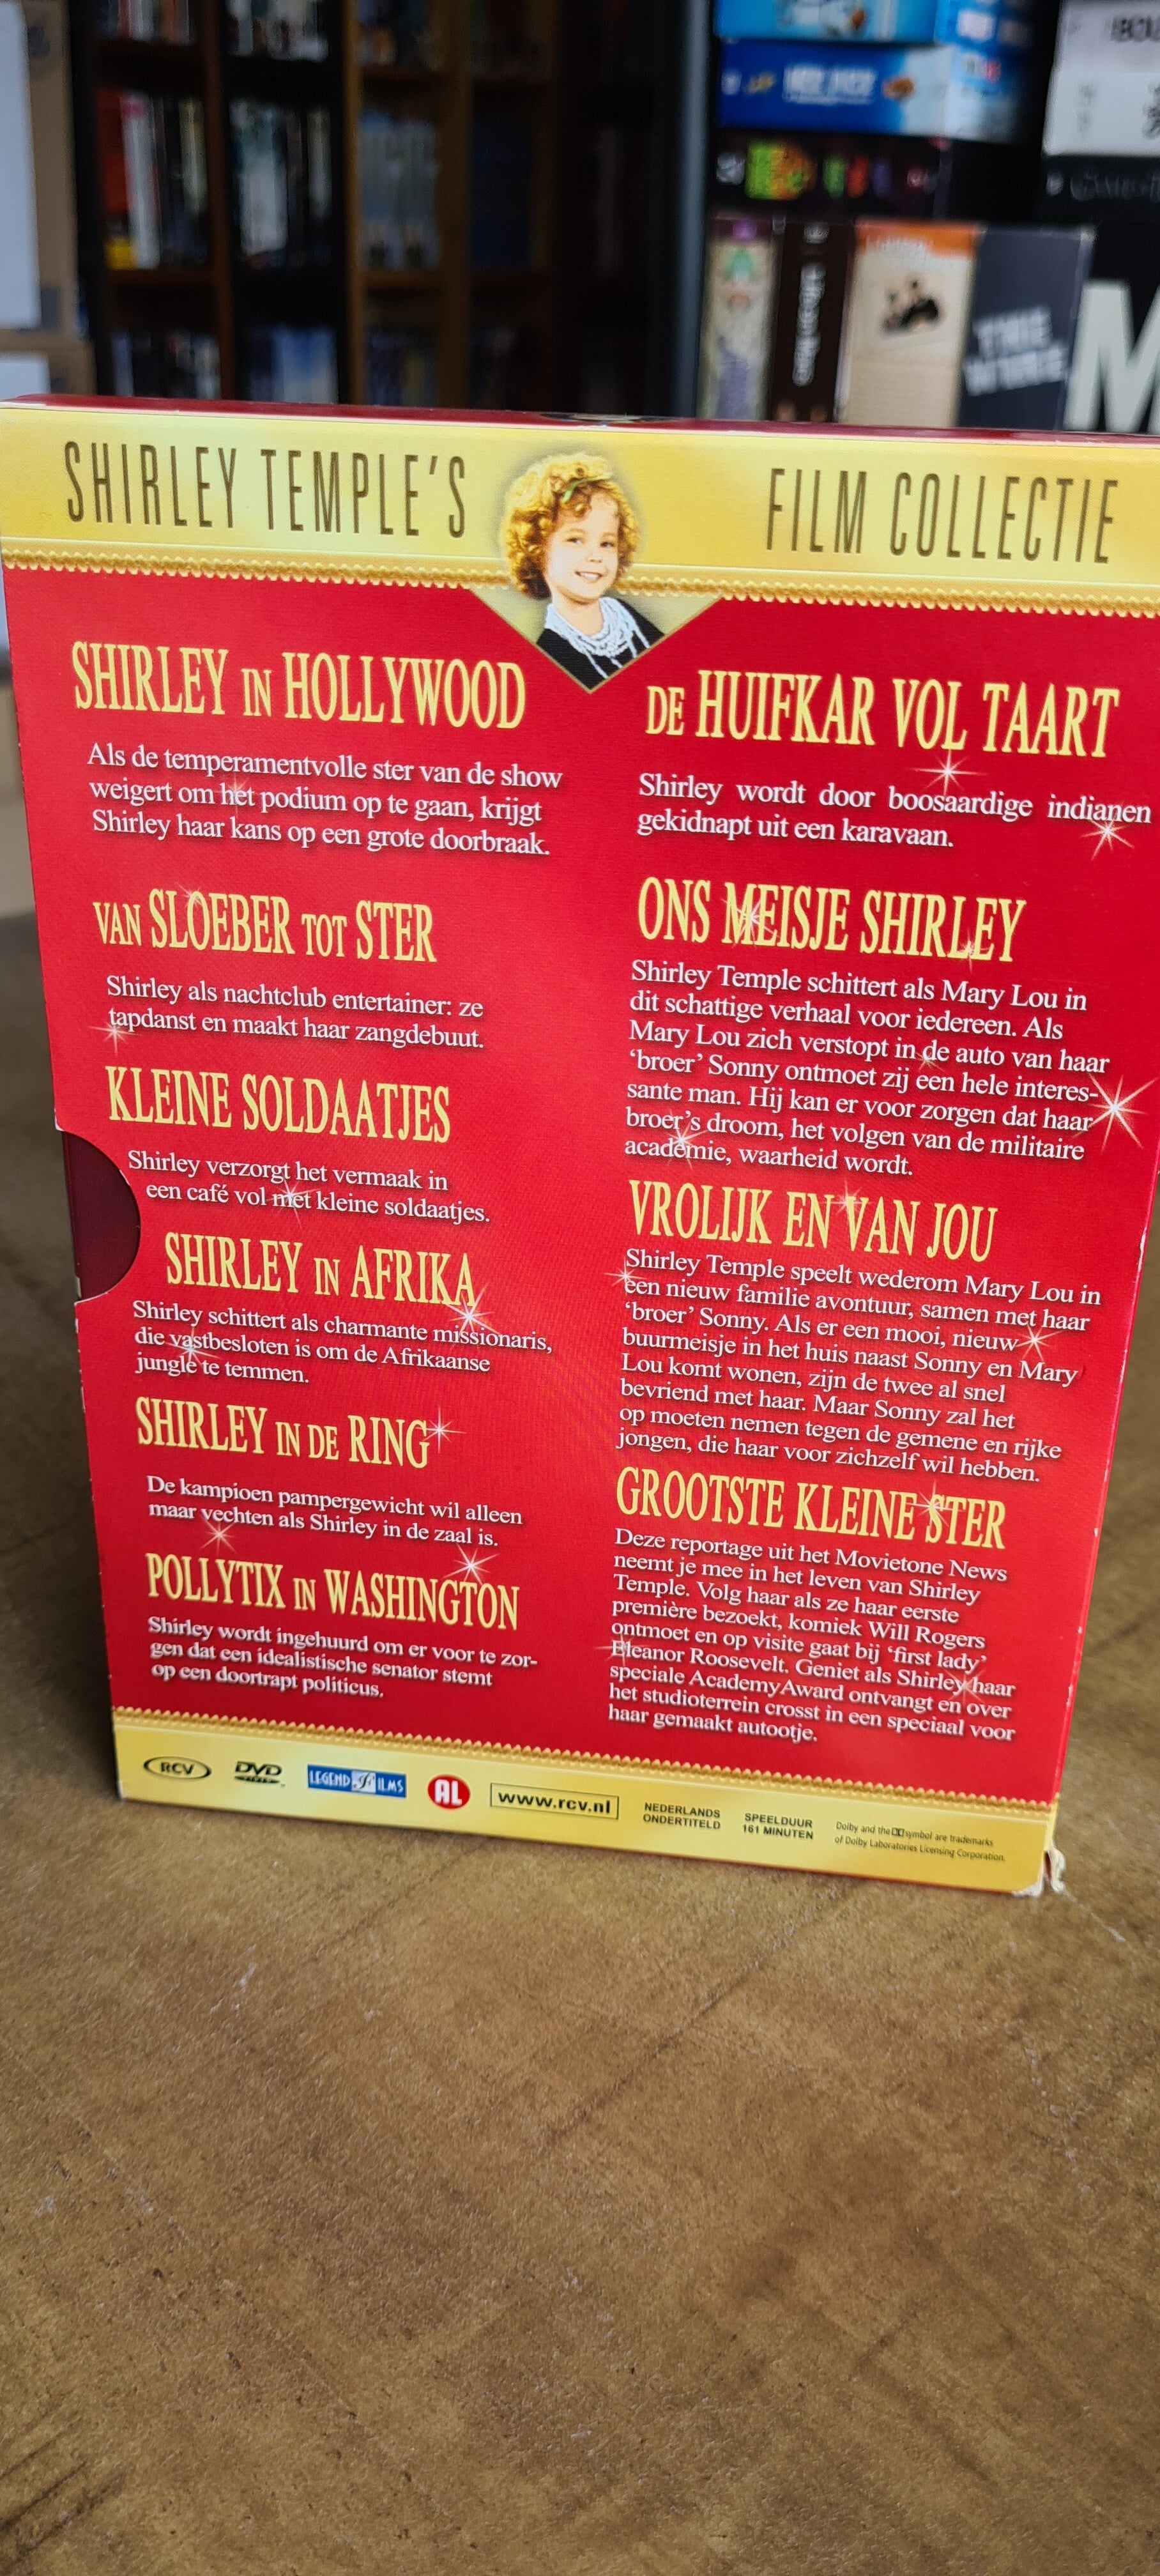 THE WIRE
M
SHIRLEY TEMPLE'S
FILM COLLECTIE
SHIRLEY IN HOLLYWOOD
Als de temperamentvolle ster van de show
weigert om het podium op te gaan, krijgt
Shirley haar kans op een grote doorbraak.
VAN SLOEBER TOT STER
Shirley als nachtclub entertainer: ze
tapdanst en maakt haar zangdebuut.
KLEINE SOLDAATJES
Shirley verzorgt het vermaak in
een café vol met kleine soldaatjes.
SHIRLEY IN AFRIKA
Shirley schittert als charmante missionaris,
die vastbesloten is om de Afrikaanse
jungle te temmen.
SHIRLEY IN DE RING
De kampioen pampergewicht wil alleen
maar vechten als Shirley in de zaal is.
POLLYTIX IN WASHINGTON
Shirley wordt ingehuurd om er voor te zor-
gen dat een idealistische senator stemt
op een doortrapt politicus.
DE HUIFKAR VOL TAART
Shirley wordt door boosaardige indianen
gekidnapt uit een karavaan.
ONS MEISJE SHIRLEY
Shirley Temple schittert als Mary Lou in
dit schattige verhaal voor iedereen. Als
Mary Lou zich verstopt in de auto van haar
‘broer’ Sonny ontmoet zij een hele interes-
sante man. Hij kan er voor zorgen dat haar
broer’s droom, het volgen van de militaire
academie, waarheid wordt.
VROLIJK EN VAN JOU
Shirley Temple speelt wederom Mary Lou in
een nieuw familie avontuur, samen met haar
‘broer’ Sonny. Als er een mooi, nieuw
buurmeisje in het huis naast Sonny en Mary
Lou komt wonen, zijn de twee al snel
bevriend met haar. Maar Sonny zal het
op moeten nemen tegen de gemene en rijke
jongen, die haar voor zichzelf wil hebben.
GROOTSTE KLEINE STER
Deze reportage uit het Movietone News
neemt je mee in het leven van Shirley
Temple. Volg haar als ze haar eerste
première bezoekt, komiek Will Rogers
ontmoet en op visite gaat bij ‘first lady’
Eleanor Roosevelt. Geniet als Shirley haar
speciale AcademyAward ontvangt en over
het studioterrein crosst in een speciaal voor
haar gemaakt autootje.
RCV
DVD
LEGEND FILMS
AL
www.rcv.nl
NEDERLANDS
ONDERTITELD
SPEELDUUR
161 MINUTEN
Dolby and the symbol are trademarks
of Dolby Laboratories Licensing Corporation.